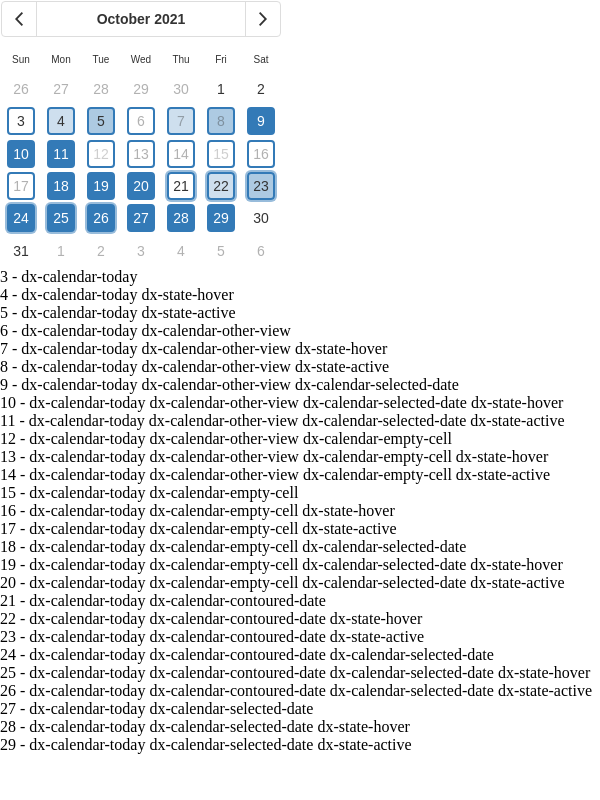 October 2021
Sun Mon Tue Wed Thu Fri Sat
26 27 28 29 30 1 2
3 4 5 6 7 8 9
10 11 12 13 14 15 16
17 18 19 20 21 22 23
24 25 26 27 28 29 30
31 1 2 3 4 5 6
3 - dx-calendar-today
4 - dx-calendar-today dx-state-hover
5 - dx-calendar-today dx-state-active
6 - dx-calendar-today dx-calendar-other-view
7 - dx-calendar-today dx-calendar-other-view dx-state-hover
8 - dx-calendar-today dx-calendar-other-view dx-state-active
9 - dx-calendar-today dx-calendar-other-view dx-calendar-selected-date
10 - dx-calendar-today dx-calendar-other-view dx-calendar-selected-date dx-state-hover
11 - dx-calendar-today dx-calendar-other-view dx-calendar-selected-date dx-state-active
12 - dx-calendar-today dx-calendar-other-view dx-calendar-empty-cell
13 - dx-calendar-today dx-calendar-other-view dx-calendar-empty-cell dx-state-hover
14 - dx-calendar-today dx-calendar-other-view dx-calendar-empty-cell dx-state-active
15 - dx-calendar-today dx-calendar-empty-cell
16 - dx-calendar-today dx-calendar-empty-cell dx-state-hover
17 - dx-calendar-today dx-calendar-empty-cell dx-state-active
18 - dx-calendar-today dx-calendar-empty-cell dx-calendar-selected-date
19 - dx-calendar-today dx-calendar-empty-cell dx-calendar-selected-date dx-state-hover
20 - dx-calendar-today dx-calendar-empty-cell dx-calendar-selected-date dx-state-active
21 - dx-calendar-today dx-calendar-contoured-date
22 - dx-calendar-today dx-calendar-contoured-date dx-state-hover
23 - dx-calendar-today dx-calendar-contoured-date dx-state-active
24 - dx-calendar-today dx-calendar-contoured-date dx-calendar-selected-date
25 - dx-calendar-today dx-calendar-contoured-date dx-calendar-selected-date dx-state-hover
26 - dx-calendar-today dx-calendar-contoured-date dx-calendar-selected-date dx-state-active
27 - dx-calendar-today dx-calendar-selected-date
28 - dx-calendar-today dx-calendar-selected-date dx-state-hover
29 - dx-calendar-today dx-calendar-selected-date dx-state-active